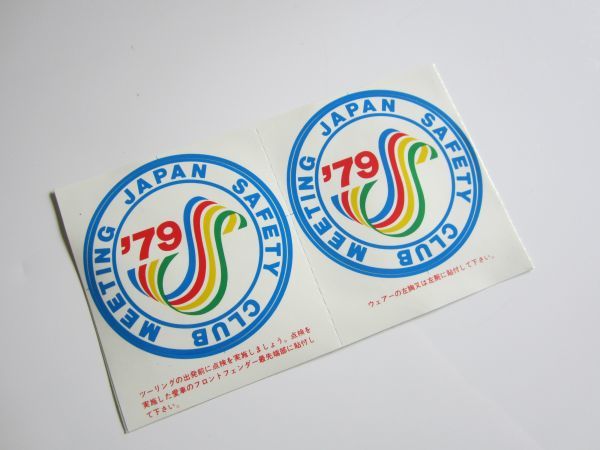 MEETING JAPAN SAFETY CLUB
'79
ツーリングの出発前に点検を実施しましょう。点検を
実施した愛車のフロントフェンダー最先端部に貼付し
て下さい。
MEETING JAPAN SAFETY CLUB
'79
ウェアーの左胸又は左腕に貼付して下さい。